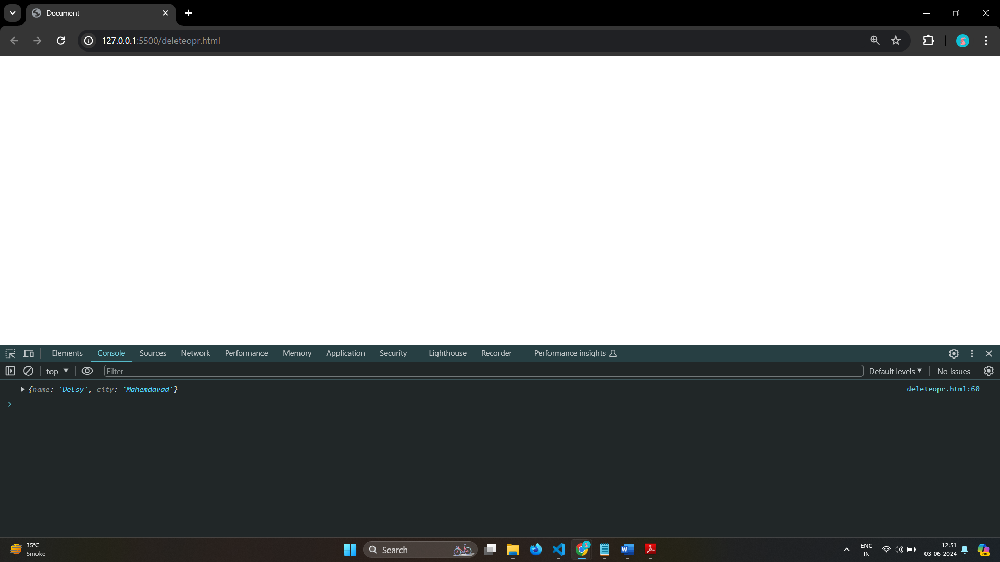 Document
127.0.0.1:5500/deleteopr.html
Elements Console Sources Network Performance Memory Application Security Lighthouse Recorder Performance insights
top Filter Default levels No Issues
{name: 'Delsy', city: 'Mahemdavad'} deleteopr.html:60
35°C
Smoke
Search
W
ENG
IN
12:51
03-06-2024
PRE